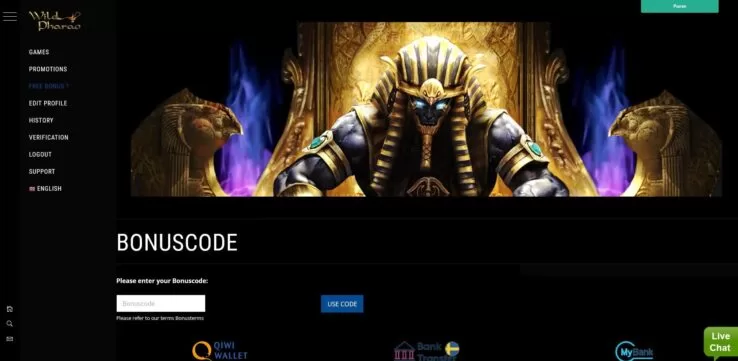 Wild
Pharao
GAMES
PROMOTIONS
FREE BONUS ?
EDIT PROFILE
HISTORY
VERIFICATION
LOGOUT
SUPPORT
ENGLISH
BONUSCODE
Please enter your Bonuscode:
Bonuscode
USE CODE
Please refer to our terms Bonusterms
QIWI
WALLET
Bank
Transfer
MyBank
Live
Chat